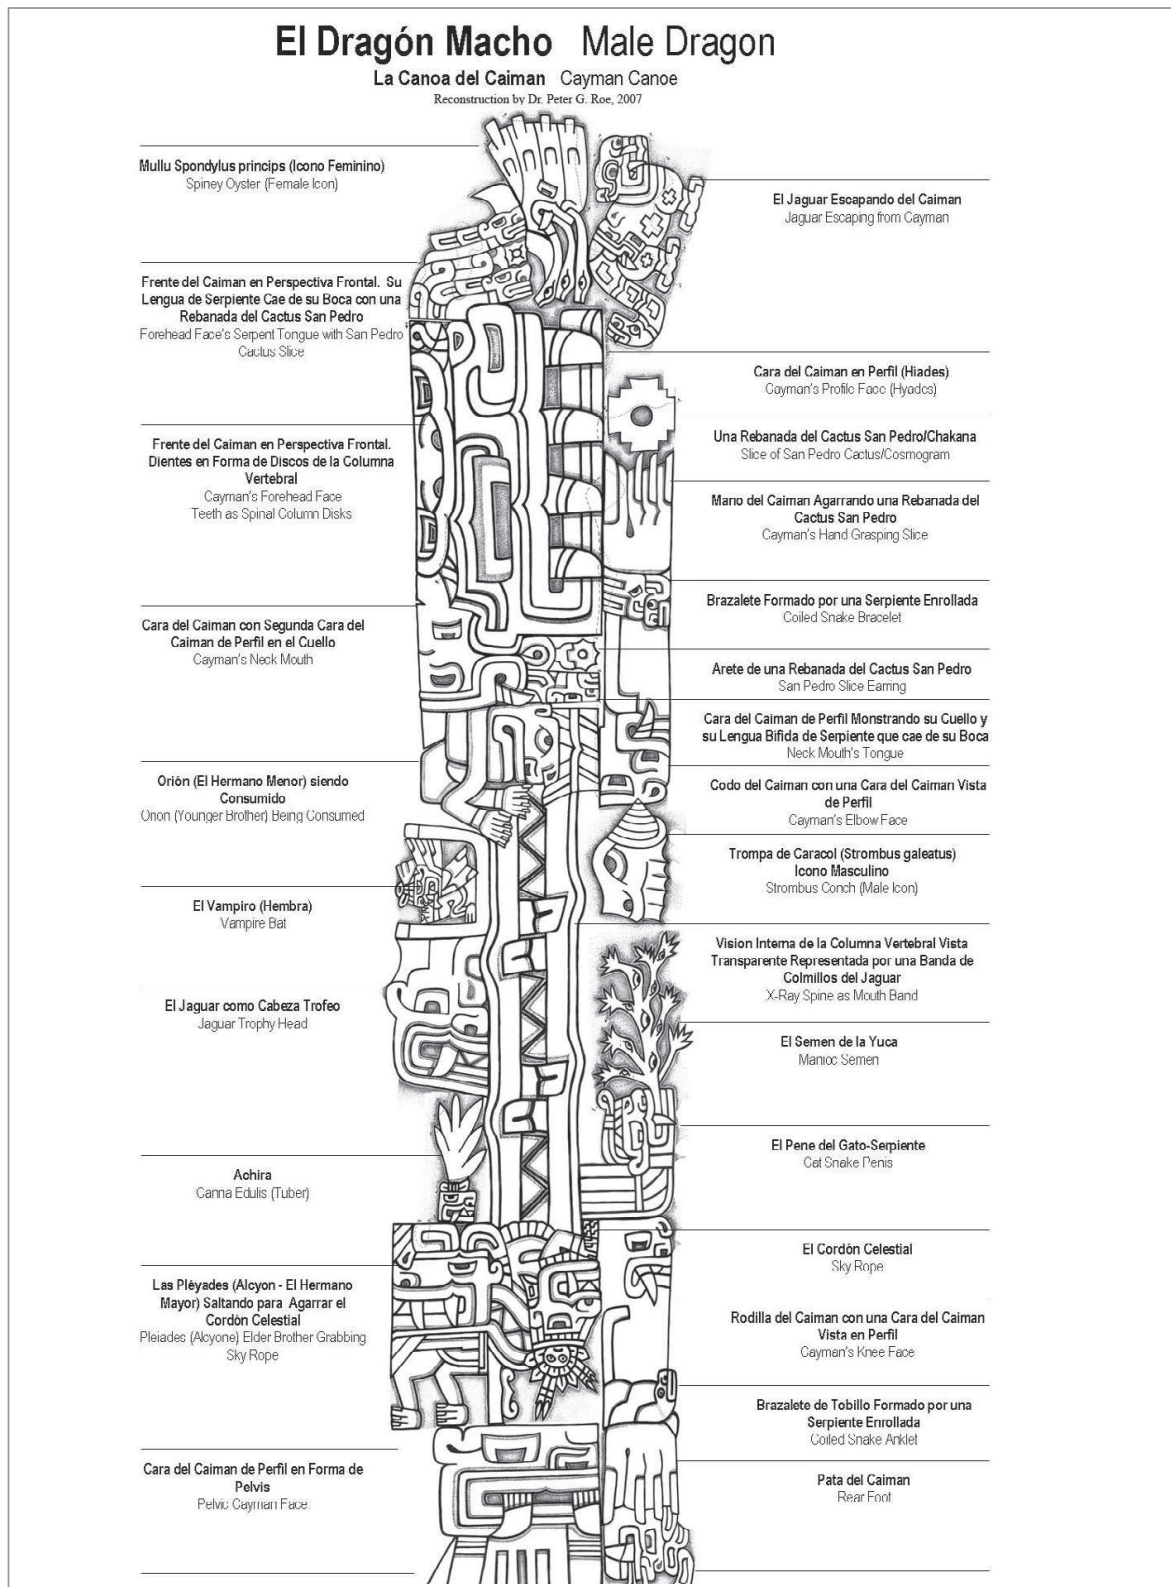 El Dragón Macho Male Dragon
La Canoa del Caiman Cayman Canoe
Reconstruction by Dr. Peter G. Roe, 2007
Mullu Spondylus princips (Icono Feminino)
Spiney Oyster (Female Icon)
Frente del Caiman en Perspectiva Frontal. Su
Lengua de Serpiente Cae de su Boca con una
Rebanada del Cactus San Pedro
Forehead Face's Serpent Tongue with San Pedro
Cactus Slice
Frente del Caiman en Perspectiva Frontal.
Dientes en Forma de Discos de la Columna
Vertebral
Cayman's Forehead Face
Teeth as Spinal Column Disks
Cara del Caiman con Segunda Cara del
Caiman de Perfil en el Cuello
Cayman's Neck Mouth
Orión (El Hermano Menor) siendo
Consumido
Orion (Younger Brother) Being Consumed
El Vampiro (Hembra)
Vampire Bat
El Jaguar como Cabeza Trofeo
Jaguar Trophy Head
Achira
Canna Edulis (Tuber)
Las Pléyades (Alcyon - El Hermano
Mayor) Saltando para Agarrar el
Cordón Celestial
Pleiades (Alcyone) Elder Brother Grabbing
Sky Rope
Cara del Caiman de Perfil en Forma de
Pelvis
Pelvic Cayman Face
El Jaguar Escapando del Caiman
Jaguar Escaping from Cayman
Cara del Caiman en Perfil (Hiades)
Cayman's Profile Face (Hyades)
Una Rebanada del Cactus San Pedro/Chakana
Slice of San Pedro Cactus/Cosmogram
Mano del Caiman Agarrando una Rebanada del
Cactus San Pedro
Cayman's Hand Grasping Slice
Brazalete Formado por una Serpiente Enrollada
Coiled Snake Bracelet
Arete de una Rebanada del Cactus San Pedro
San Pedro Slice Earring
Cara del Caiman de Perfil Monstrando su Cuello y
su Lengua Bifida de Serpiente que cae de su Boca
Neck Mouth's Tongue
Codo del Caiman con una Cara del Caiman Vista
de Perfil
Cayman's Elbow Face
Trompa de Caracol (Strombus galeatus)
Icono Masculino
Strombus Conch (Male Icon)
Vision Interna de la Columna Vertebral Vista
Transparente Representada por una Banda de
Colmillos del Jaguar
X-Ray Spine as Mouth Band
El Semen de la Yuca
Manioc Semen
El Pene del Gato-Serpiente
Cat Snake Penis
El Cordón Celestial
Sky Rope
Rodilla del Caiman con una Cara del Caiman
Vista en Perfil
Cayman's Knee Face
Brazalete de Tobillo Formado por una
Serpiente Enrollada
Coiled Snake Anklet
Pata del Caiman
Rear Foot